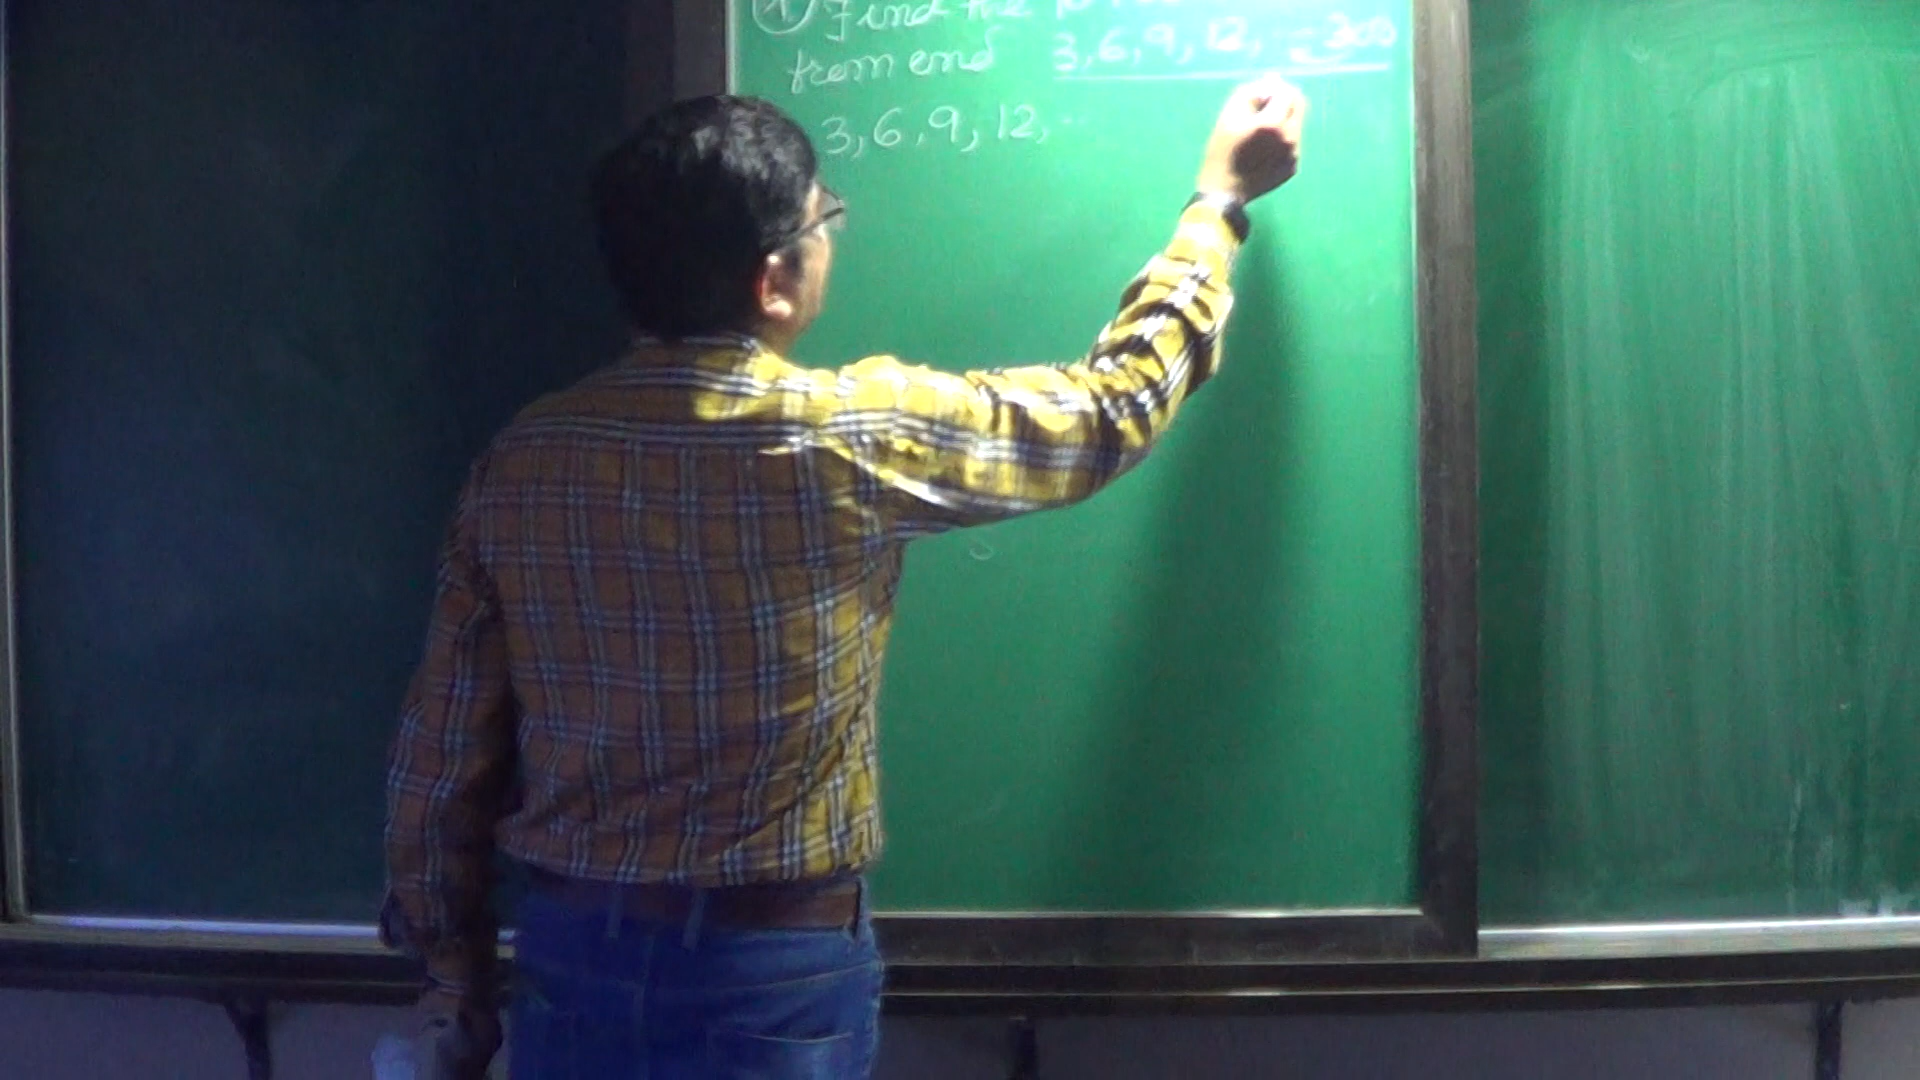 Find the
from end 3, 6, 9, 12, ... 300
3, 6, 9, 12, ...